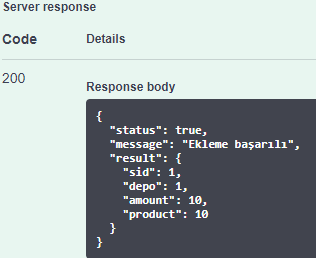 Server response
Code Details
200
Response body
{
"status": true,
"message": "Ekleme başarılı",
"result": {
"sid": 1,
"depo": 1,
"amount": 10,
"product": 10
}
}